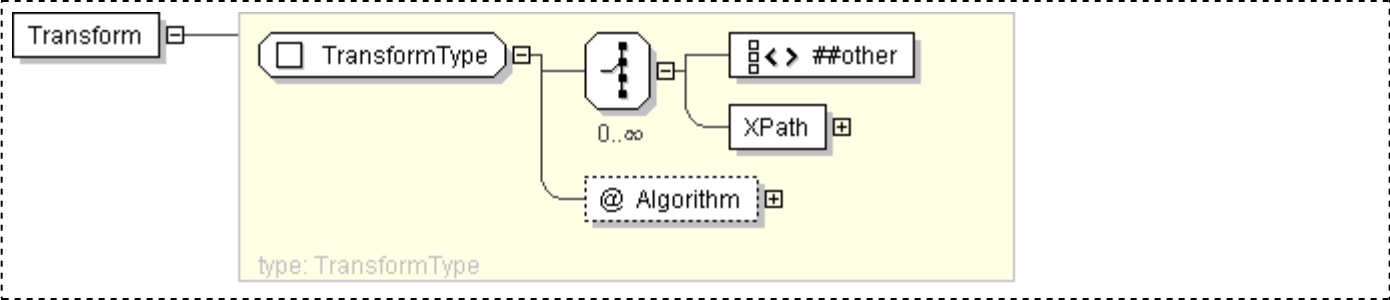 Transform
TransformType
##other
XPath
0..∞
@ Algorithm
type: TransformType